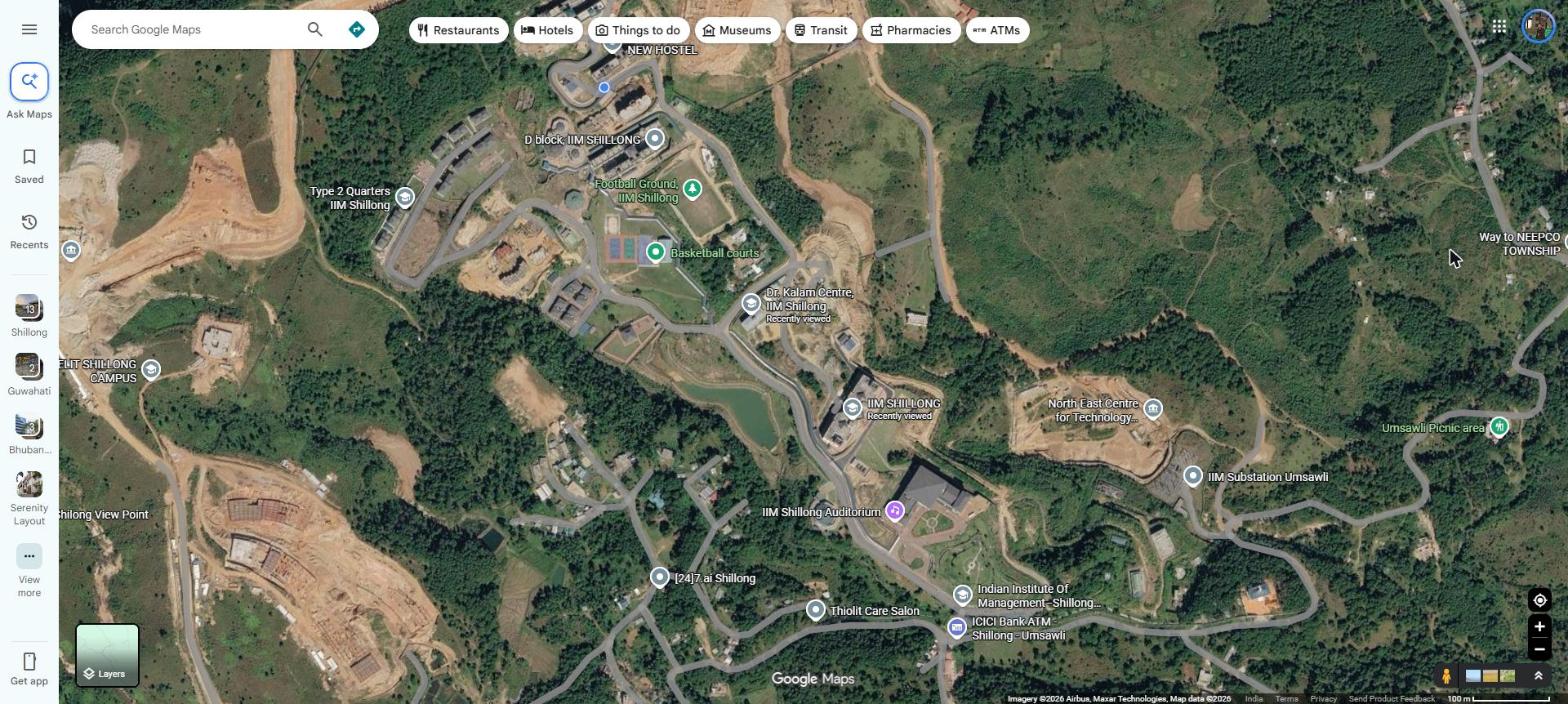 Search Google Maps
Restaurants
Hotels
Things to do
Museums
Transit
Pharmacies
ATM
ATMs
Ask Maps
Saved
Recents
13
Shillong
2
Guwahati
Bhuban...
Serenity
Layout
View
more
Get app
NEW HOSTEL
D block, IIM SHILLONG
Type 2 Quarters
IIM Shillong
Football Ground,
IIM Shillong
Basketball courts
Way to NEEPCO
TOWNSHIP
Dr. Kalam Centre,
IIM Shillong
Recently viewed
ELIT SHILLONG
CAMPUS
IIM SHILLONG
Recently viewed
North East Centre
for Technology...
Umsawli Picnic area
IIM Substation Umsawli
Shilong View Point
IIM Shillong Auditorium
[24]7.ai Shillong
Thiolit Care Salon
Indian Institute Of
Management - Shillong...
ICICI Bank ATM
Shillong - Umsawli
Layers
Google Maps
Imagery ©2026 Airbus, Maxar Technologies, Map data ©2026
India
Terms
Privacy
Send Product Feedback
100 m